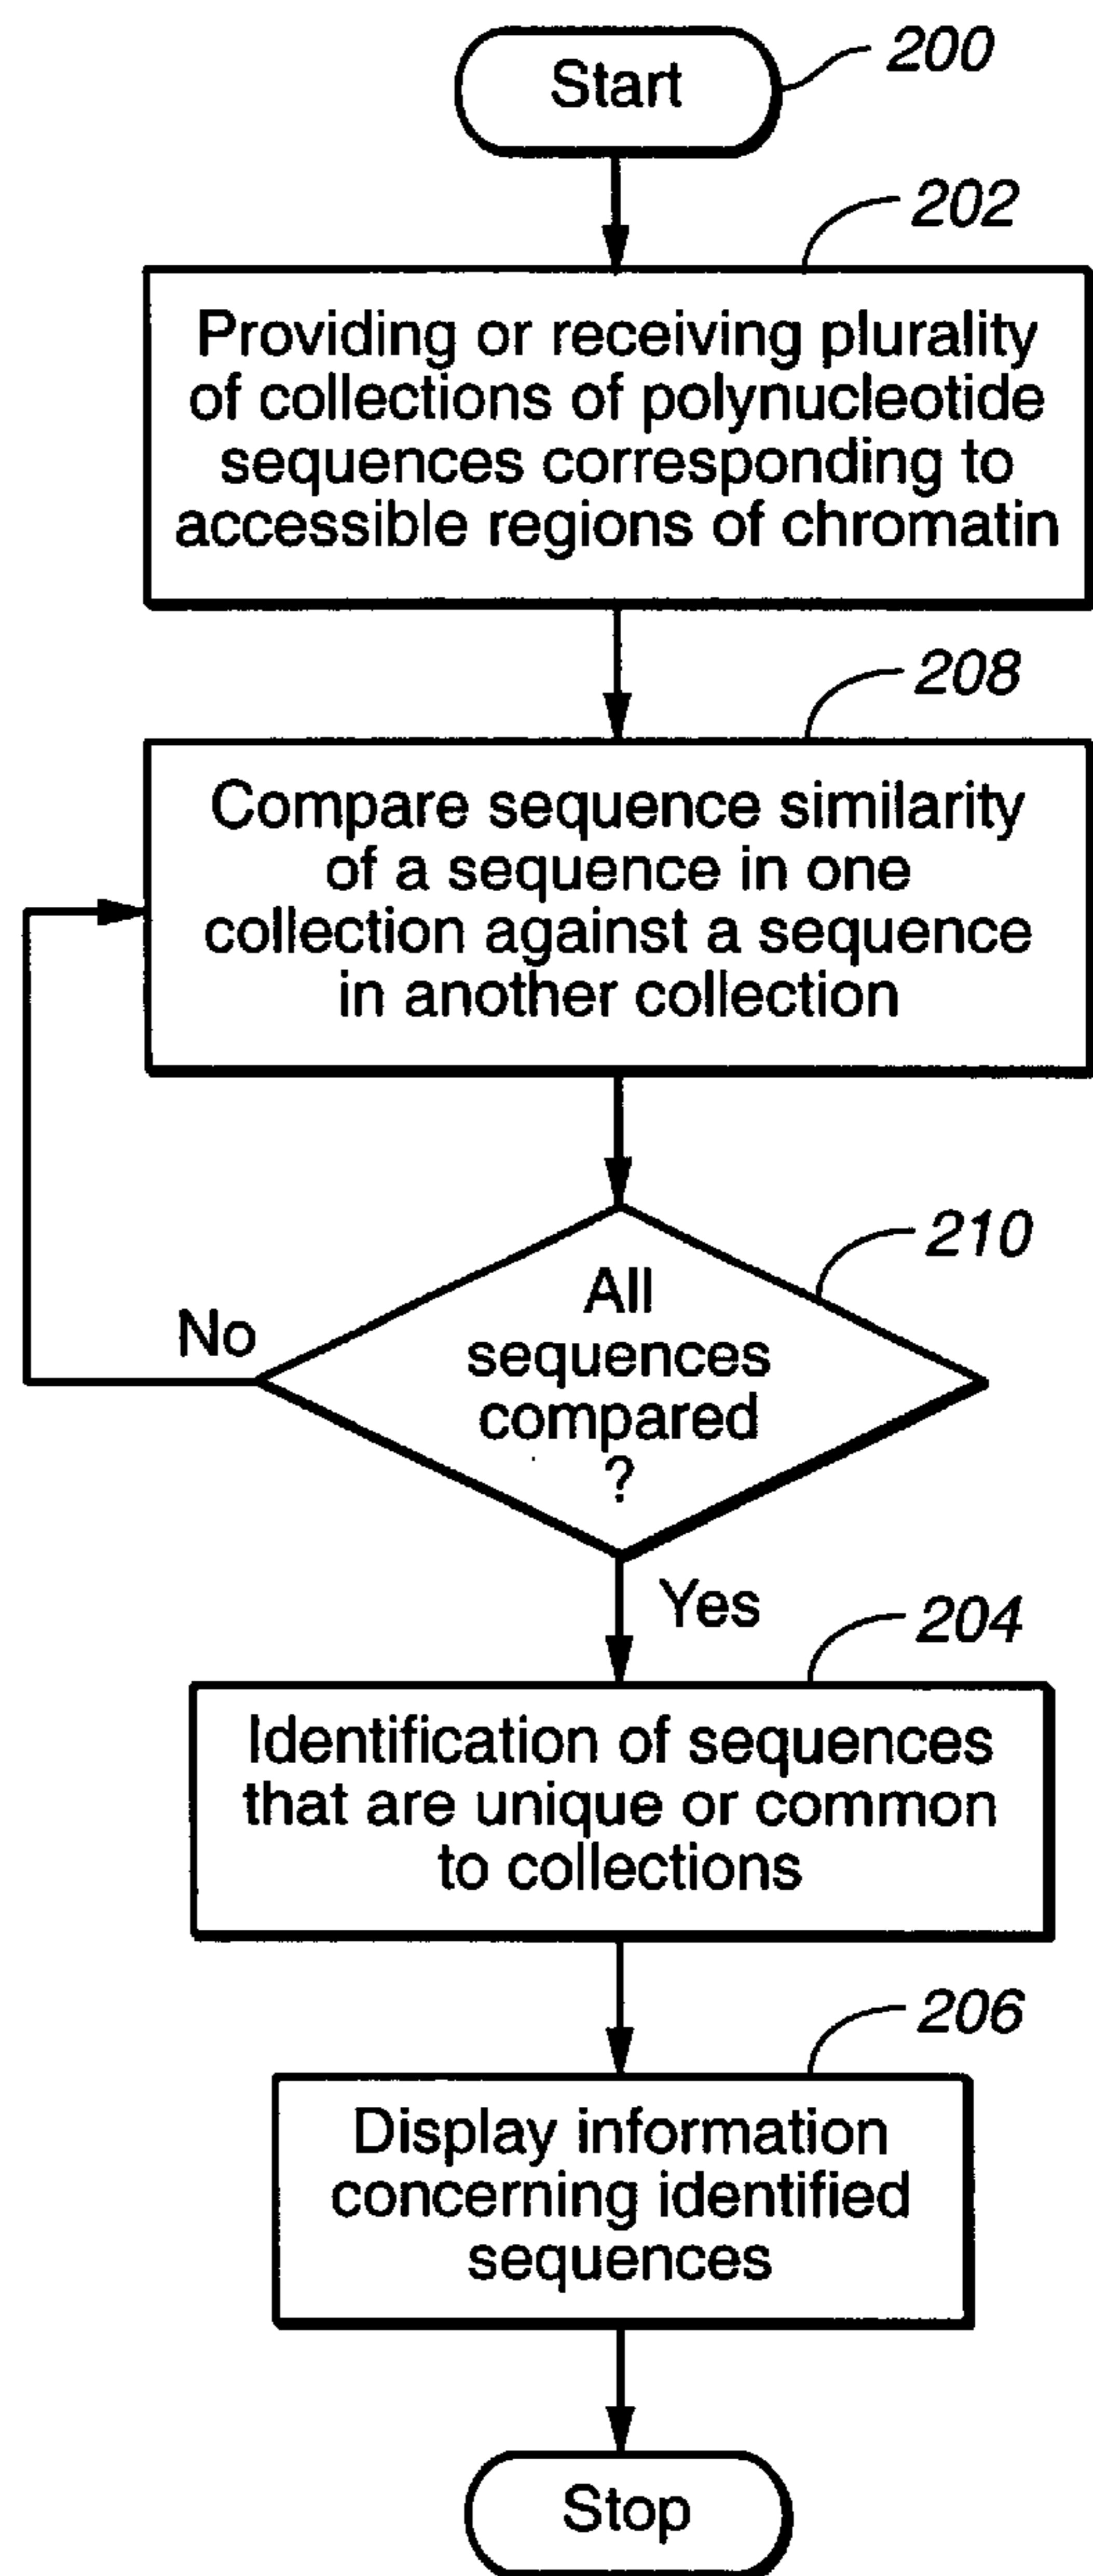 Start
200
202
Providing or receiving plurality
of collections of polynucleotide
sequences corresponding to
accessible regions of chromatin
208
Compare sequence similarity
of a sequence in one
collection against a sequence
in another collection
210
All
sequences
compared
?
No
Yes
204
Identification of sequences
that are unique or common
to collections
206
Display information
concerning identified
sequences
Stop